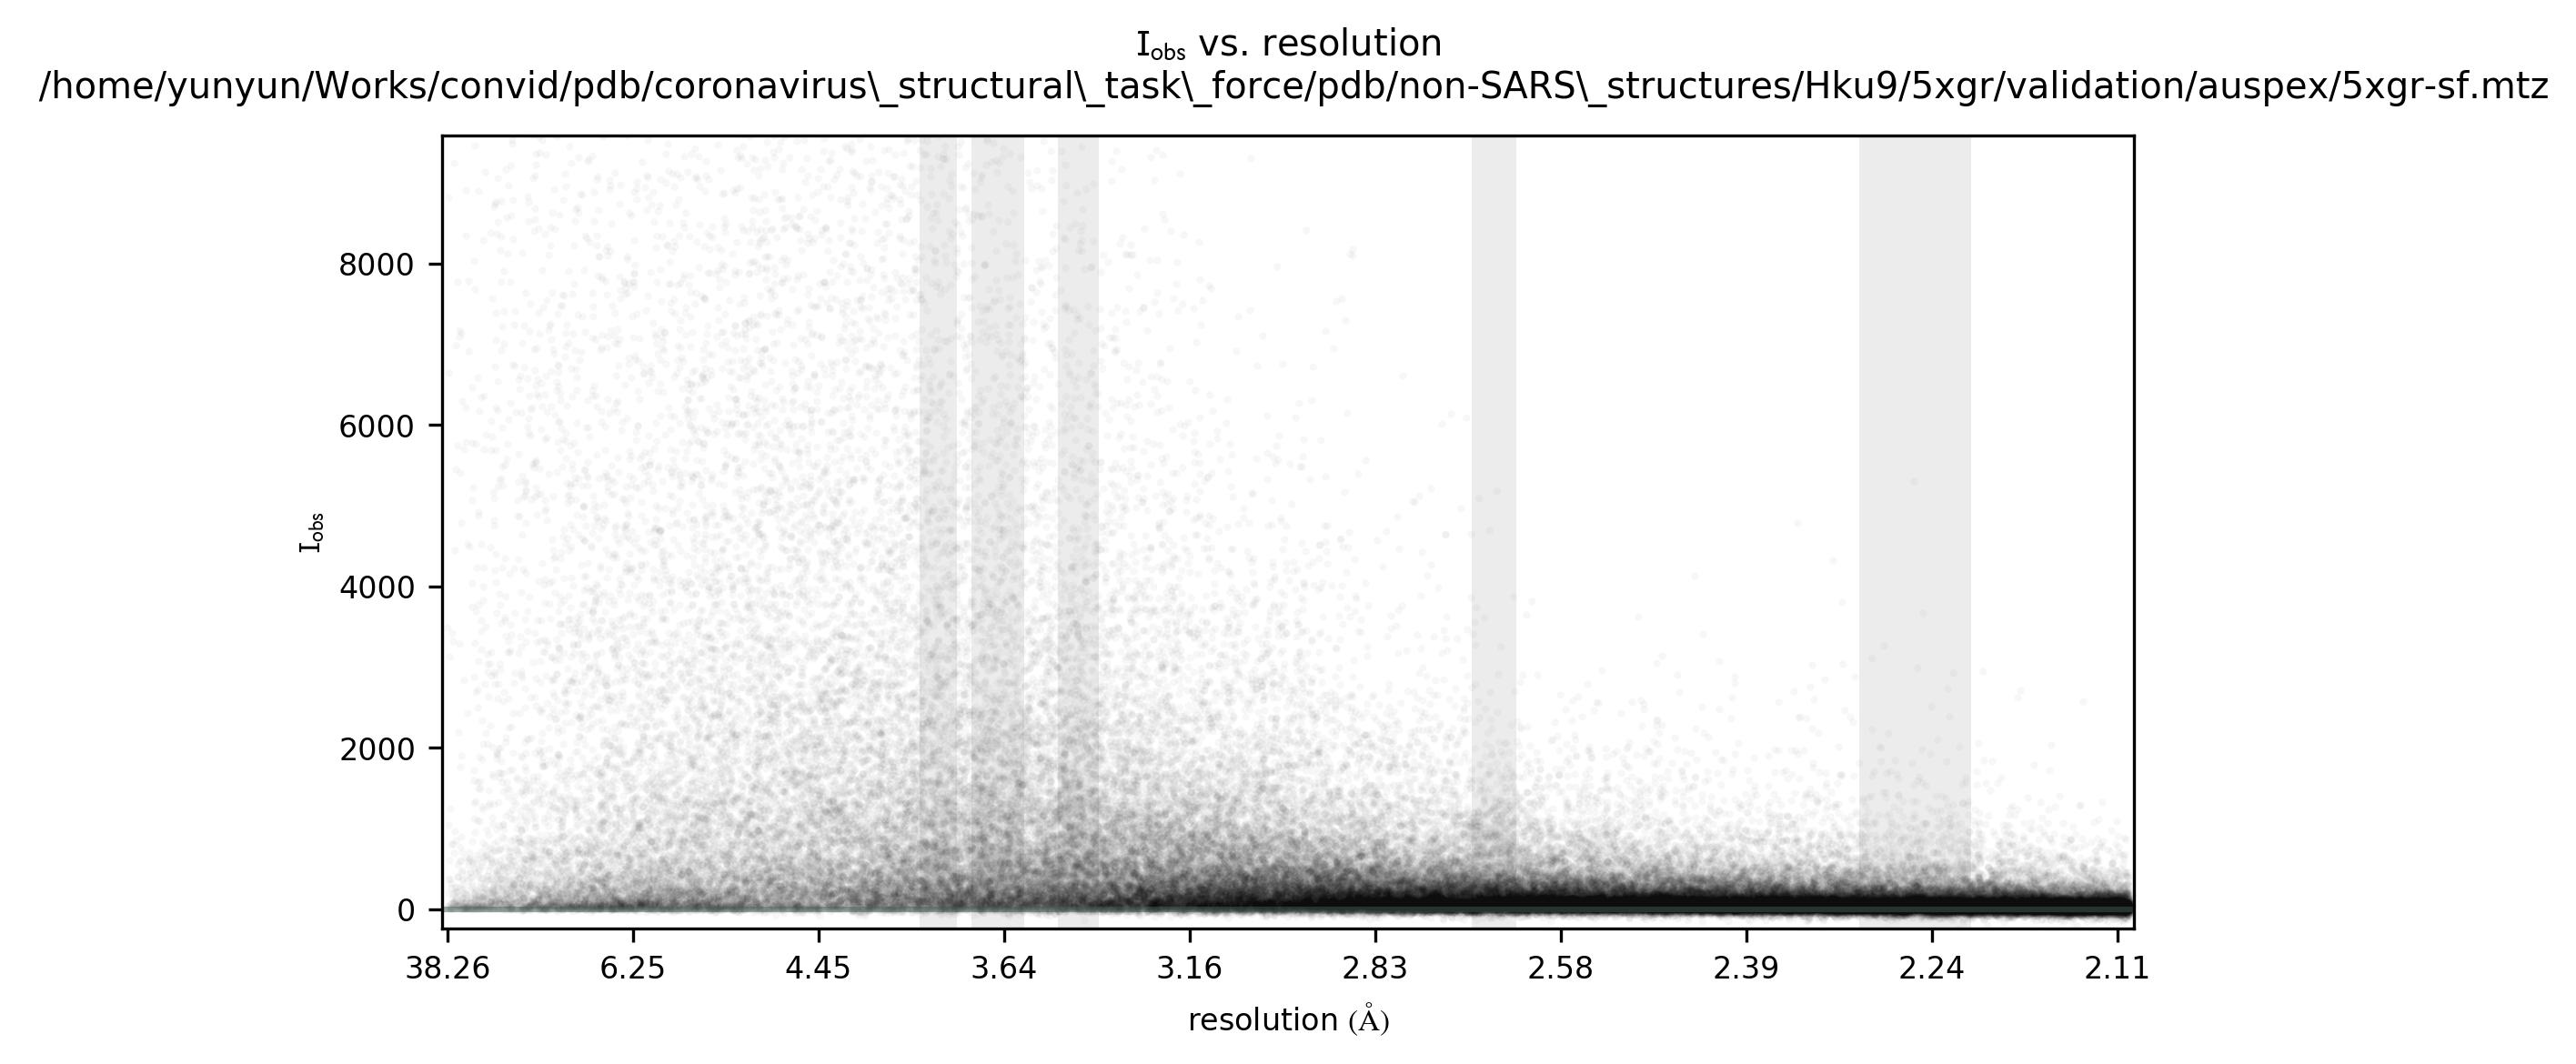 I_obs vs. resolution
/home/yunyun/Works/convid/pdb/coronavirus\_structural\_task\_force/pdb/non-SARS\_structures/Hku9/5xgr/validation/auspex/5xgr-sf.mtz
8000
6000
4000
2000
0
I_obs
38.26 6.25 4.45 3.64 3.16 2.83 2.58 2.39 2.24 2.11
resolution (Å)